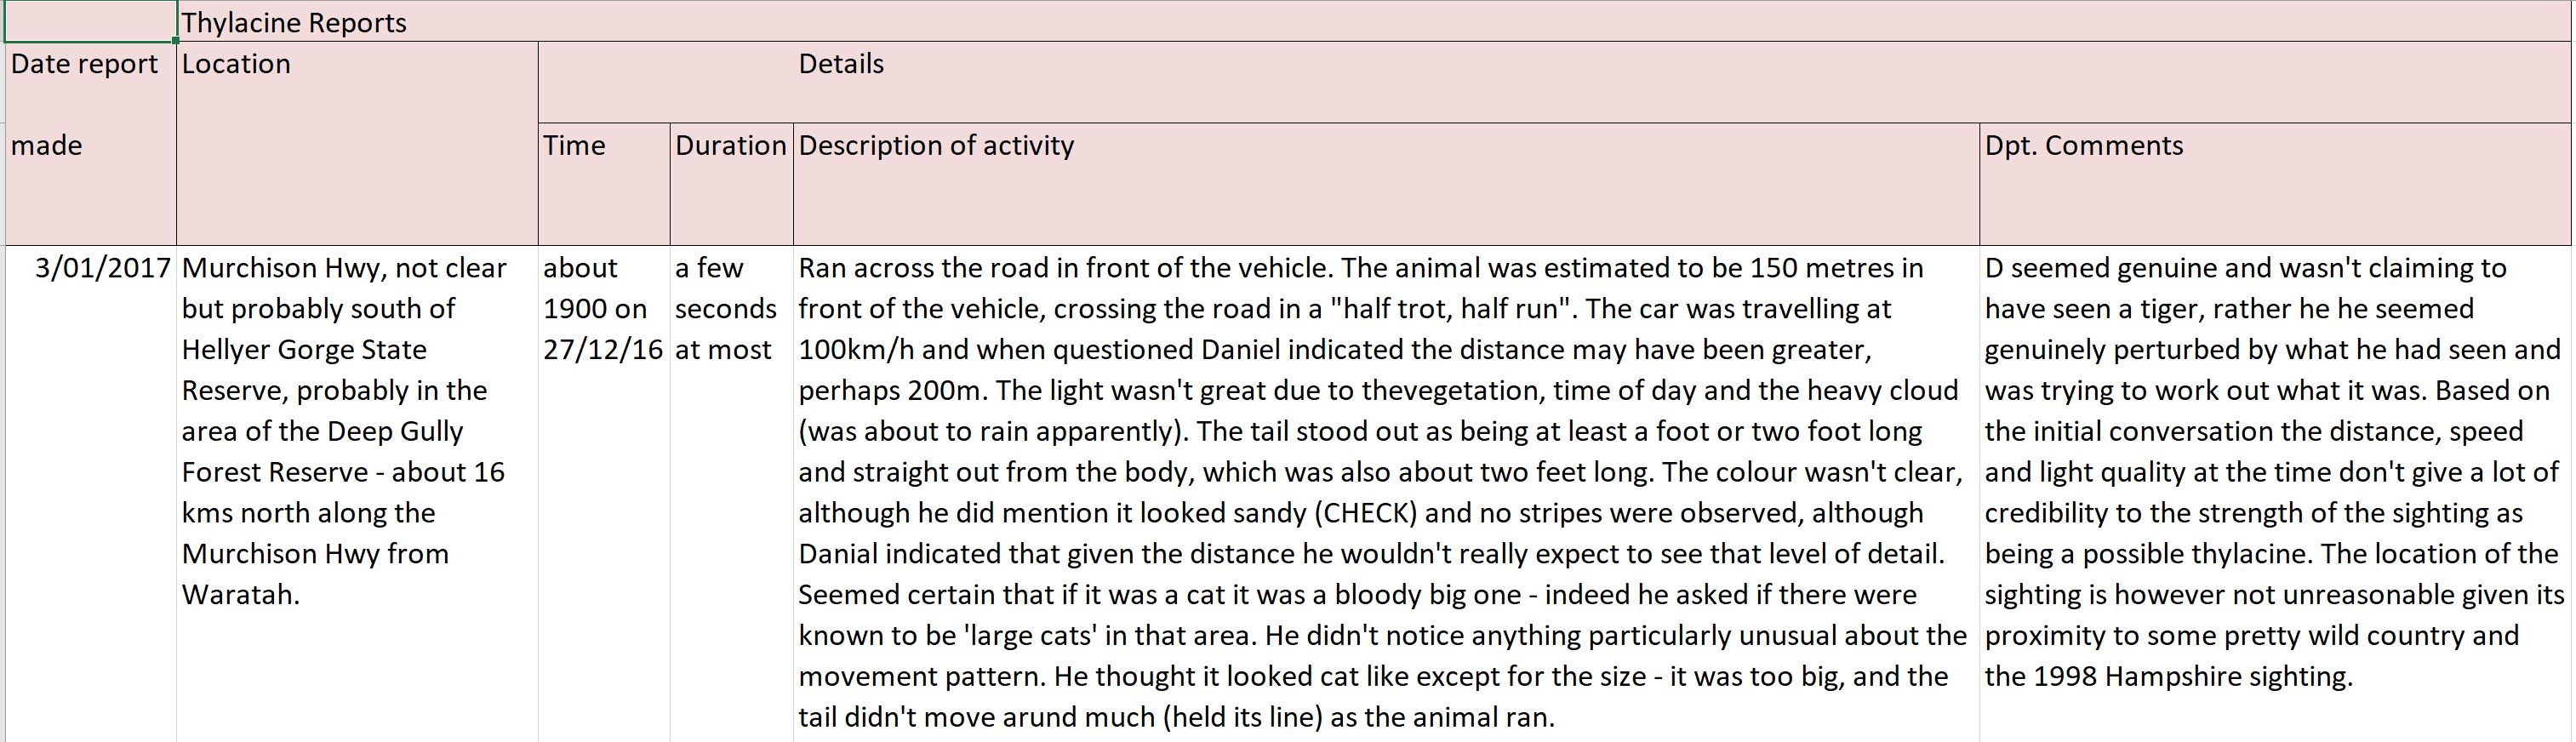 Thylacine Reports
Date report
made
Location
Details
Time
Duration
Description of activity
Dpt. Comments
3/01/2017
Murchison Hwy, not clear
but probably south of
Hellyer Gorge State
Reserve, probably in the
area of the Deep Gully
Forest Reserve - about 16
kms north along the
Murchison Hwy from
Waratah.
about
1900 on
27/12/16
a few
seconds
at most
Ran across the road in front of the vehicle. The animal was estimated to be 150 metres in
front of the vehicle, crossing the road in a "half trot, half run". The car was travelling at
100km/h and when questioned Daniel indicated the distance may have been greater,
perhaps 200m. The light wasn't great due to thevegetation, time of day and the heavy cloud
(was about to rain apparently). The tail stood out as being at least a foot or two foot long
and straight out from the body, which was also about two feet long. The colour wasn't clear,
although he did mention it looked sandy (CHECK) and no stripes were observed, although
Danial indicated that given the distance he wouldn't really expect to see that level of detail.
Seemed certain that if it was a cat it was a bloody big one - indeed he asked if there were
known to be 'large cats' in that area. He didn't notice anything particularly unusual about the
movement pattern. He thought it looked cat like except for the size - it was too big, and the
tail didn't move arund much (held its line) as the animal ran.
D seemed genuine and wasn't claiming to
have seen a tiger, rather he he seemed
genuinely perturbed by what he had seen and
was trying to work out what it was. Based on
the initial conversation the distance, speed
and light quality at the time don't give a lot of
credibility to the strength of the sighting as
being a possible thylacine. The location of the
sighting is however not unreasonable given its
proximity to some pretty wild country and
the 1998 Hampshire sighting.